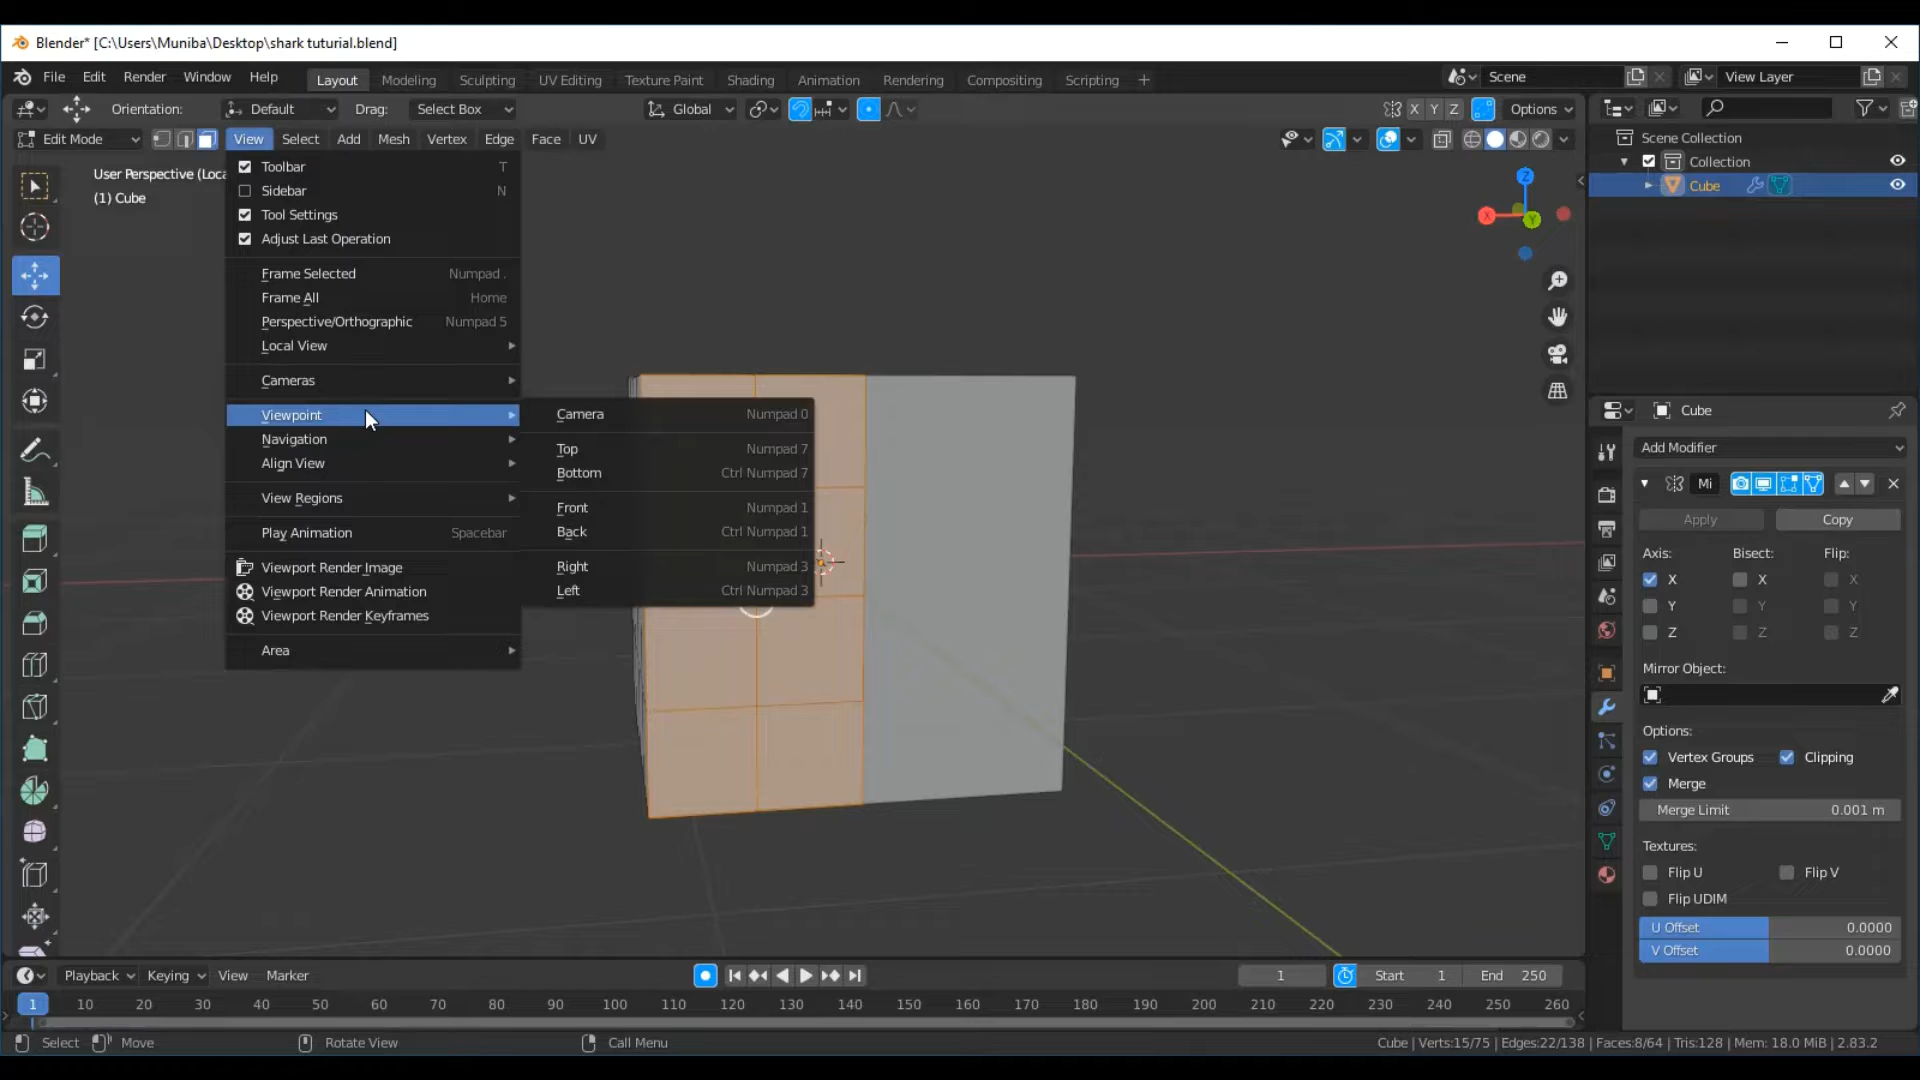 Blender* [C:\Users\Muniba\Desktop\shark tuturial.blend]
File Edit Render Window Help Layout Modeling Sculpting UV Editing Texture Paint Shading Animation Rendering Compositing Scripting + Scene View Layer
Orientation: Default Drag: Select Box Global X Y Z Options
Edit Mode View Select Add Mesh Vertex Edge Face UV
User Perspective (Loca
(1) Cube
Toolbar T
Sidebar N
Tool Settings
Adjust Last Operation
Frame Selected Numpad .
Frame All Home
Perspective/Orthographic Numpad 5
Local View
Cameras
Viewpoint
Navigation
Align View
View Regions
Play Animation Spacebar
Viewport Render Image
Viewport Render Animation
Viewport Render Keyframes
Area
Camera Numpad 0
Top Numpad 7
Bottom Ctrl Numpad 7
Front Numpad 1
Back Ctrl Numpad 1
Right Numpad 3
Left Ctrl Numpad 3
Z
X
Y
Scene Collection
Collection
Cube
Cube
Add Modifier
Mi
Apply Copy
Axis: Bisect: Flip:
X X X
Y Y Y
Z Z Z
Mirror Object:
Options:
Vertex Groups Clipping
Merge
Merge Limit 0.001 m
Textures:
Flip U Flip V
Flip UDIM
U Offset 0.0000
V Offset 0.0000
Playback Keying View Marker 1 Start 1 End 250
1 10 20 30 40 50 60 70 80 90 100 110 120 130 140 150 160 170 180 190 200 210 220 230 240 250 260
Select Move Rotate View Call Menu Cube | Verts:15/75 | Edges:22/138 | Faces:8/64 | Tris:128 | Mem: 18.0 MiB | 2.83.2